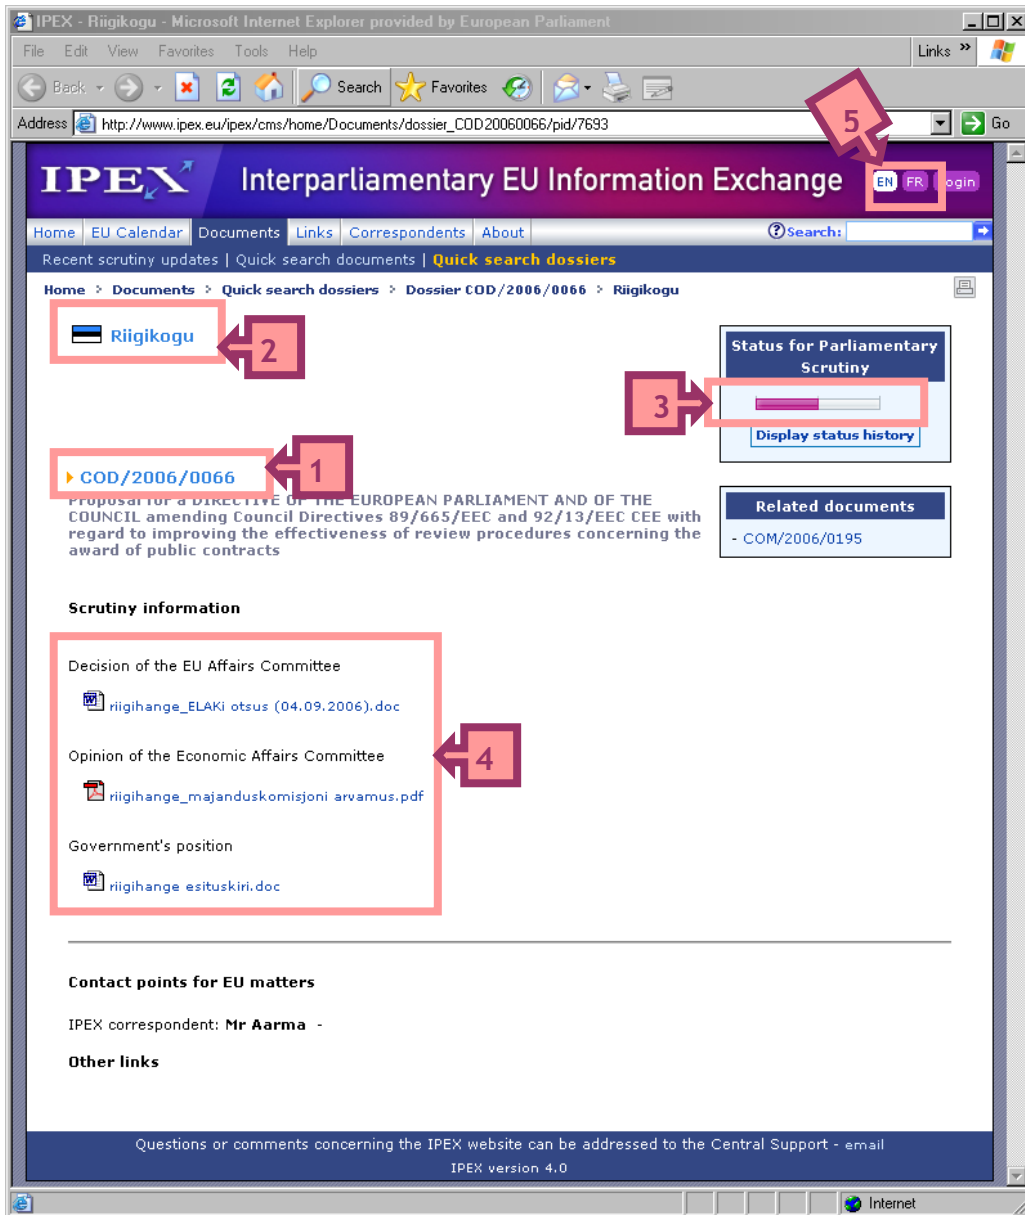 IPEX - Riigikogu - Microsoft Internet Explorer provided by European Parliament
File Edit View Favorites Tools Help Links »
Back Search Favorites
Address http://www.ipex.eu/ipex/cms/home/Documents/dossier_COD20060066/pid/7693 Go
5
IPEX Interparliamentary EU Information Exchange EN FR Login
Home EU Calendar Documents Links Correspondents About ?Search:
Recent scrutiny updates | Quick search documents | Quick search dossiers
Home > Documents > Quick search dossiers > Dossier COD/2006/0066 > Riigikogu
Riigikogu
2
Status for Parliamentary
Scrutiny
3
Display status history
COD/2006/0066
1
Proposal for a DIRECTIVE OF THE EUROPEAN PARLIAMENT AND OF THE
COUNCIL amending Council Directives 89/665/EEC and 92/13/EEC CEE with
regard to improving the effectiveness of review procedures concerning the
award of public contracts
Related documents
- COM/2006/0195
Scrutiny information
Decision of the EU Affairs Committee
riigihange_ELAKi otsus (04.09.2006).doc
Opinion of the Economic Affairs Committee
4
riigihange_majanduskomisjoni arvamus.pdf
Government's position
riigihange esituskiri.doc
Contact points for EU matters
IPEX correspondent: Mr Aarma -
Other links
Questions or comments concerning the IPEX website can be addressed to the Central Support - email
IPEX version 4.0
Internet